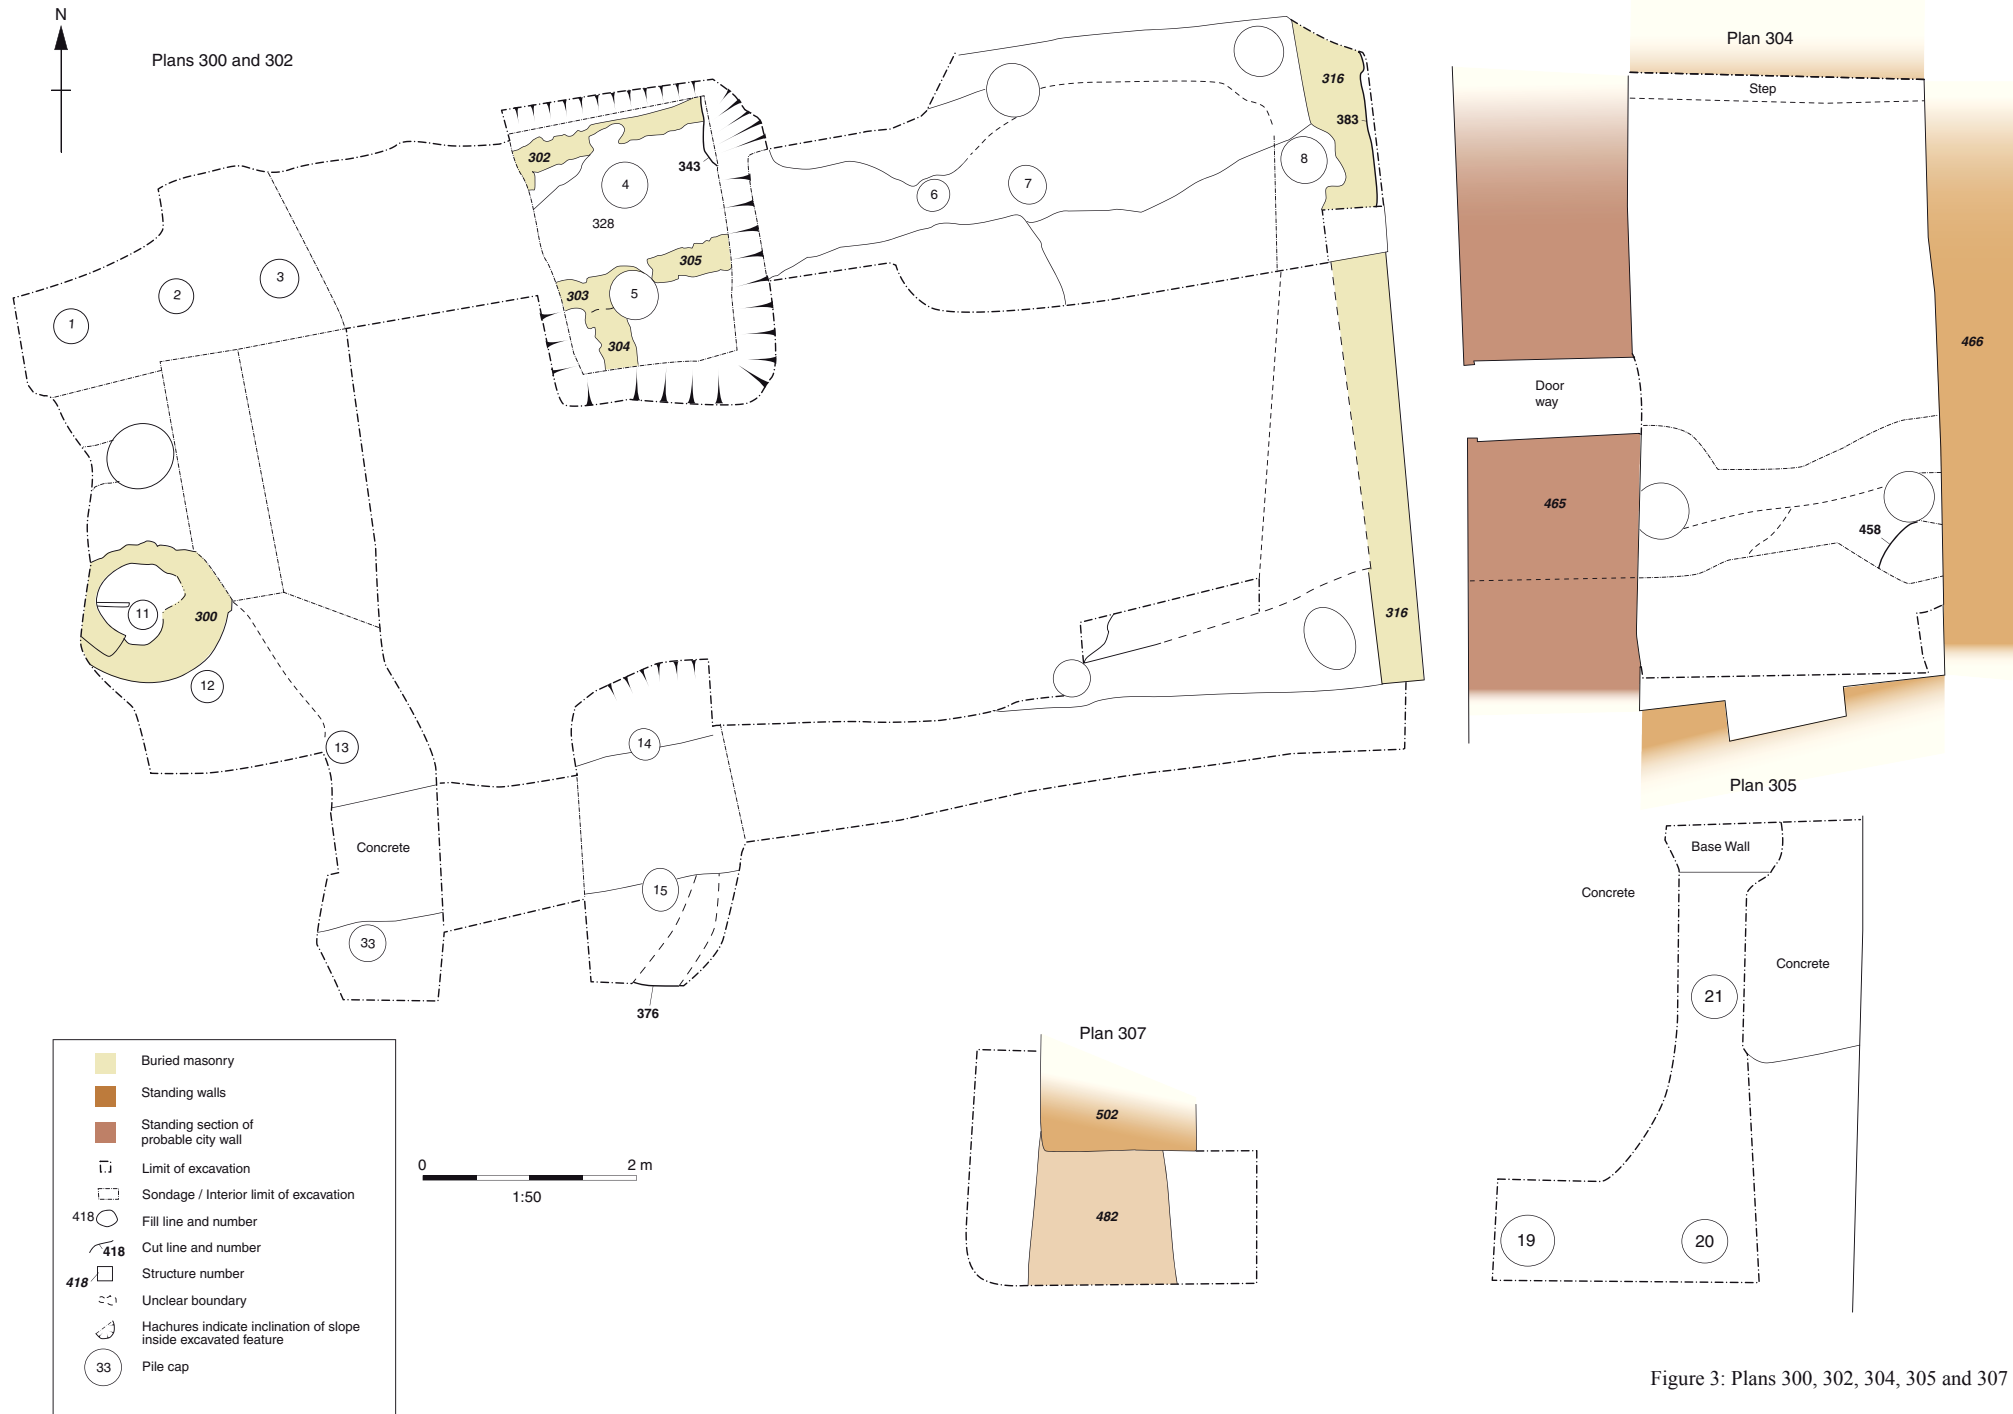 N
Plans 300 and 302
Plan 304
Step
316
383
302
343
4
8
6
7
328
305
3
2
303
5
1
304
466
Door
way
465
458
11
300
316
12
13
14
Plan 305
Concrete
Base Wall
15
Concrete
33
Concrete
21
376
Plan 307
502
482
19
20
Buried masonry
Standing walls
Standing section of
probable city wall
Limit of excavation
Sondage / Interior limit of excavation
418
Fill line and number
418
Cut line and number
418
Structure number
Unclear boundary
Hachures indicate inclination of slope
inside excavated feature
33
Pile cap
0
2 m
1:50
Figure 3: Plans 300, 302, 304, 305 and 307